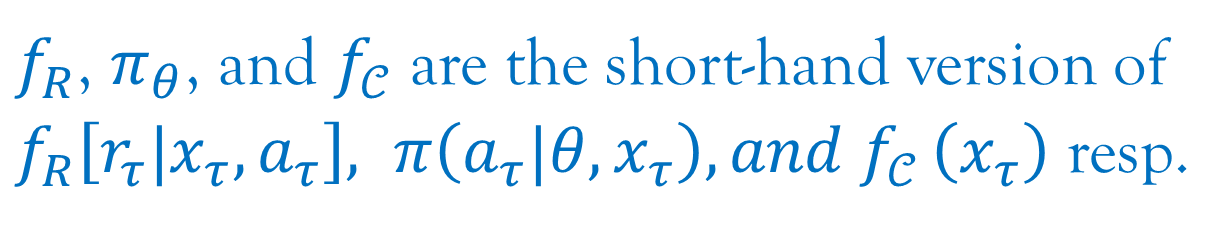 f_R, π_θ, and f_𝒞 are the short-hand version of
f_R[r_τ|x_τ, a_τ], π(a_τ|θ, x_τ), and f_𝒞 (x_τ) resp.